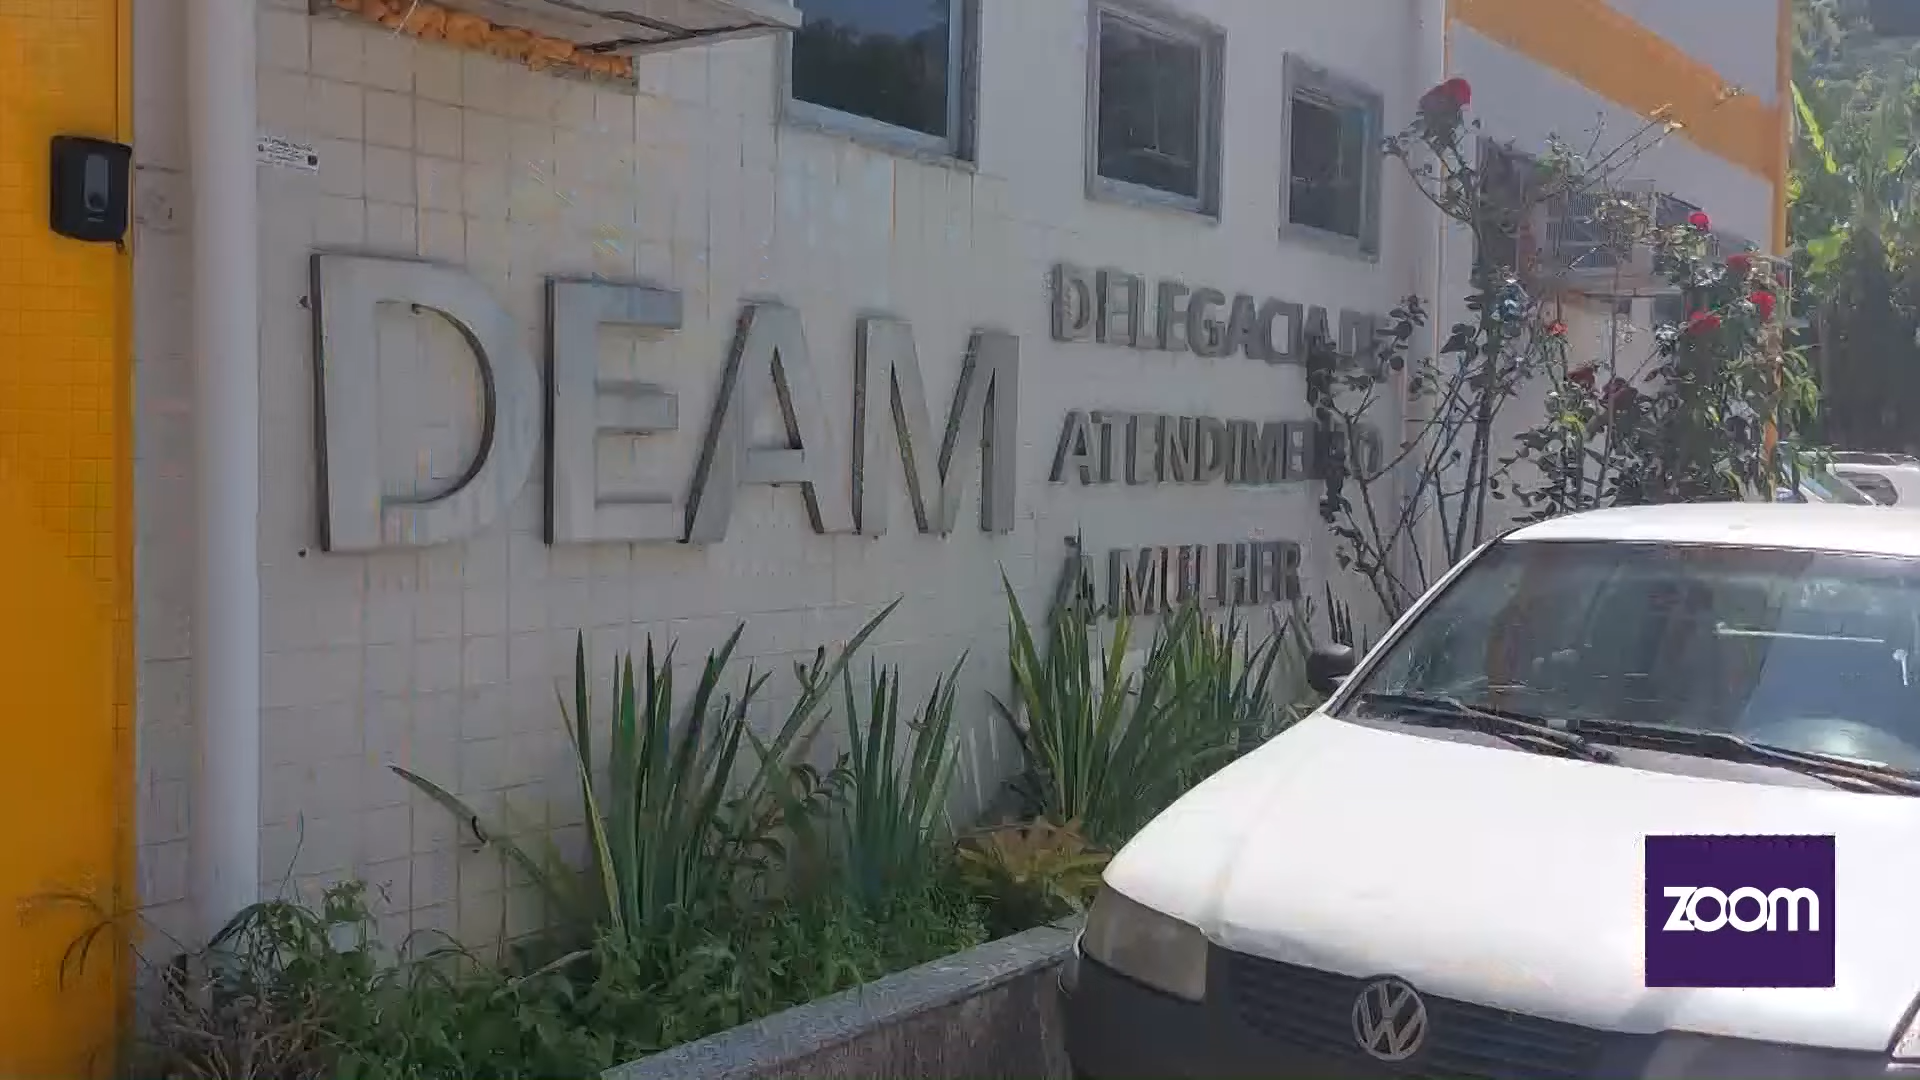 DEAM
DELEGACIA DE
ATENDIMENTO
À MULHER
zoom